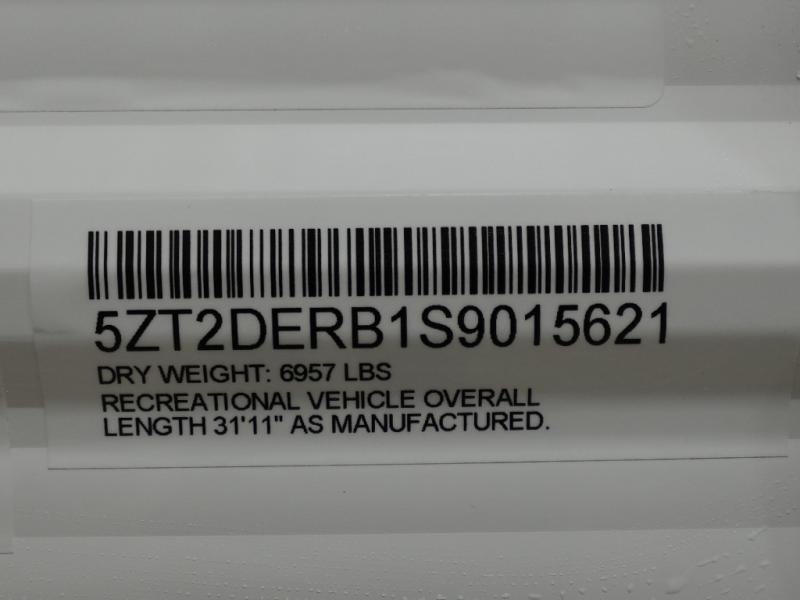 5ZT2DERB1S9015621
DRY WEIGHT: 6957 LBS
RECREATIONAL VEHICLE OVERALL
LENGTH 31'11" AS MANUFACTURED.